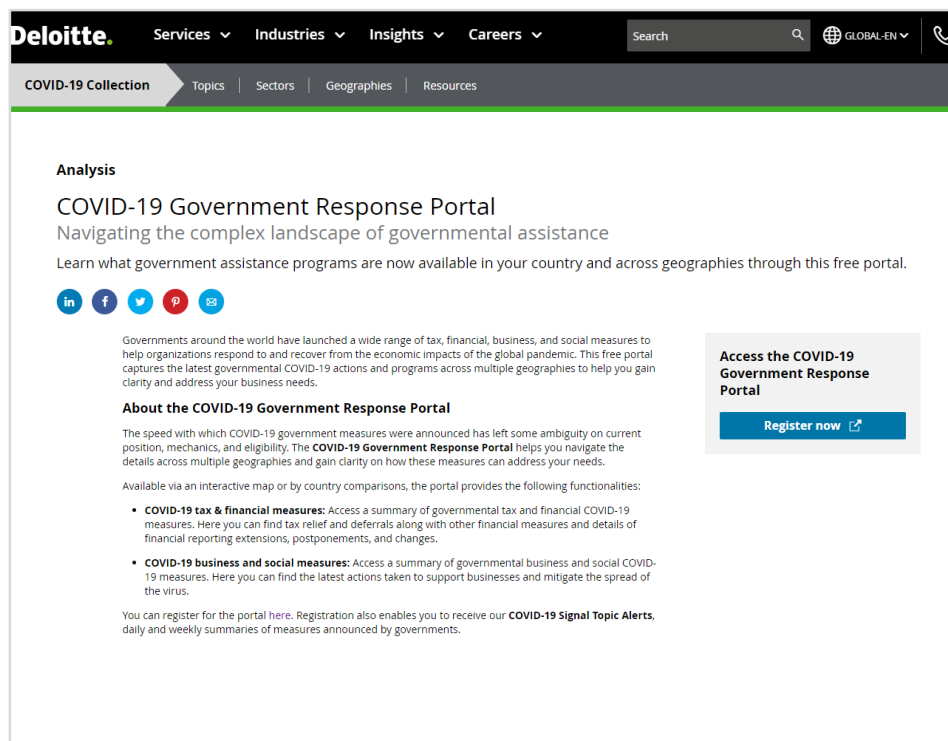 Deloitte.
Services
Industries
Insights
Careers
Search
GLOBAL-EN
COVID-19 Collection
Topics
Sectors
Geographies
Resources
Analysis
COVID-19 Government Response Portal
Navigating the complex landscape of governmental assistance
Learn what government assistance programs are now available in your country and across geographies through this free portal.
Governments around the world have launched a wide range of tax, financial, business, and social measures to
help organizations respond to and recover from the economic impacts of the global pandemic. This free portal
captures the latest governmental COVID-19 actions and programs across multiple geographies to help you gain
clarity and address your business needs.
About the COVID-19 Government Response Portal
The speed with which COVID-19 government measures were announced has left some ambiguity on current
position, mechanics, and eligibility. The COVID-19 Government Response Portal helps you navigate the
details across multiple geographies and gain clarity on how these measures can address your needs.
Available via an interactive map or by country comparisons, the portal provides the following functionalities:
• COVID-19 tax & financial measures: Access a summary of governmental tax and financial COVID-19
measures. Here you can find tax relief and deferrals along with other financial measures and details of
financial reporting extensions, postponements, and changes.
• COVID-19 business and social measures: Access a summary of governmental business and social COVID-
19 measures. Here you can find the latest actions taken to support businesses and mitigate the spread of
the virus.
You can register for the portal here. Registration also enables you to receive our COVID-19 Signal Topic Alerts,
daily and weekly summaries of measures announced by governments.
Access the COVID-19
Government Response
Portal
Register now